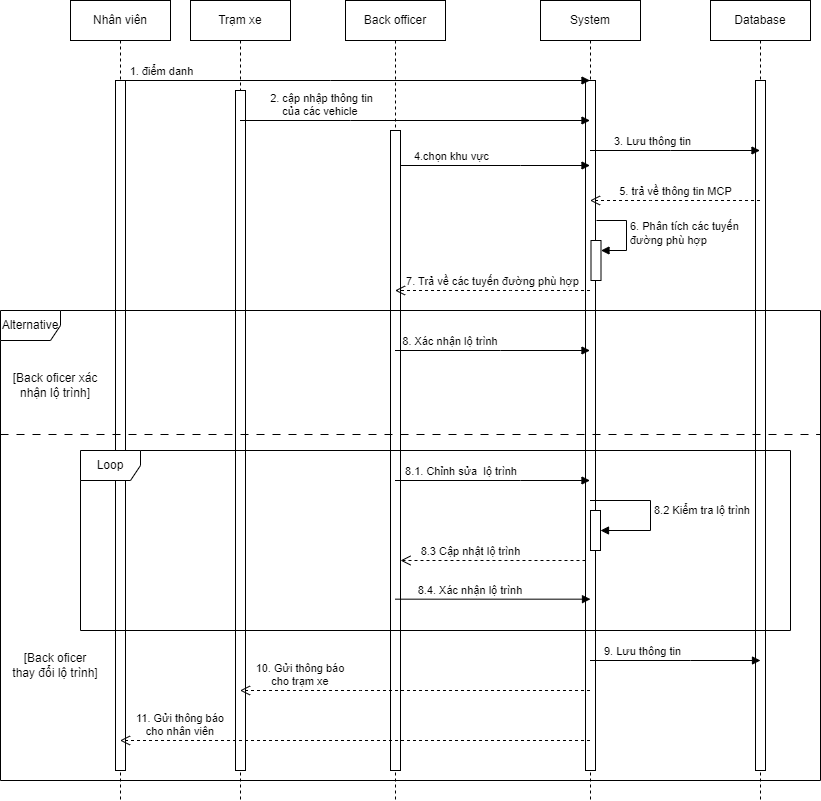 Nhân viên
Trạm xe
Back officer
System
Database
1. điểm danh
2. cập nhập thông tin
của các vehicle
3. Lưu thông tin
4.chọn khu vực
5. trả về thông tin MCP
6. Phân tích các tuyến
đường phù hợp
7. Trả về các tuyến đường phù hợp
Alternative
8. Xác nhận lộ trình
[Back oficer xác
nhận lộ trình]
Loop
8.1. Chỉnh sửa lộ trình
8.2 Kiểm tra lộ trình
8.3 Cập nhật lộ trình
8.4. Xác nhận lộ trình
[Back oficer
thay đổi lộ trình]
9. Lưu thông tin
10. Gửi thông báo
cho trạm xe
11. Gửi thông báo
cho nhân viên